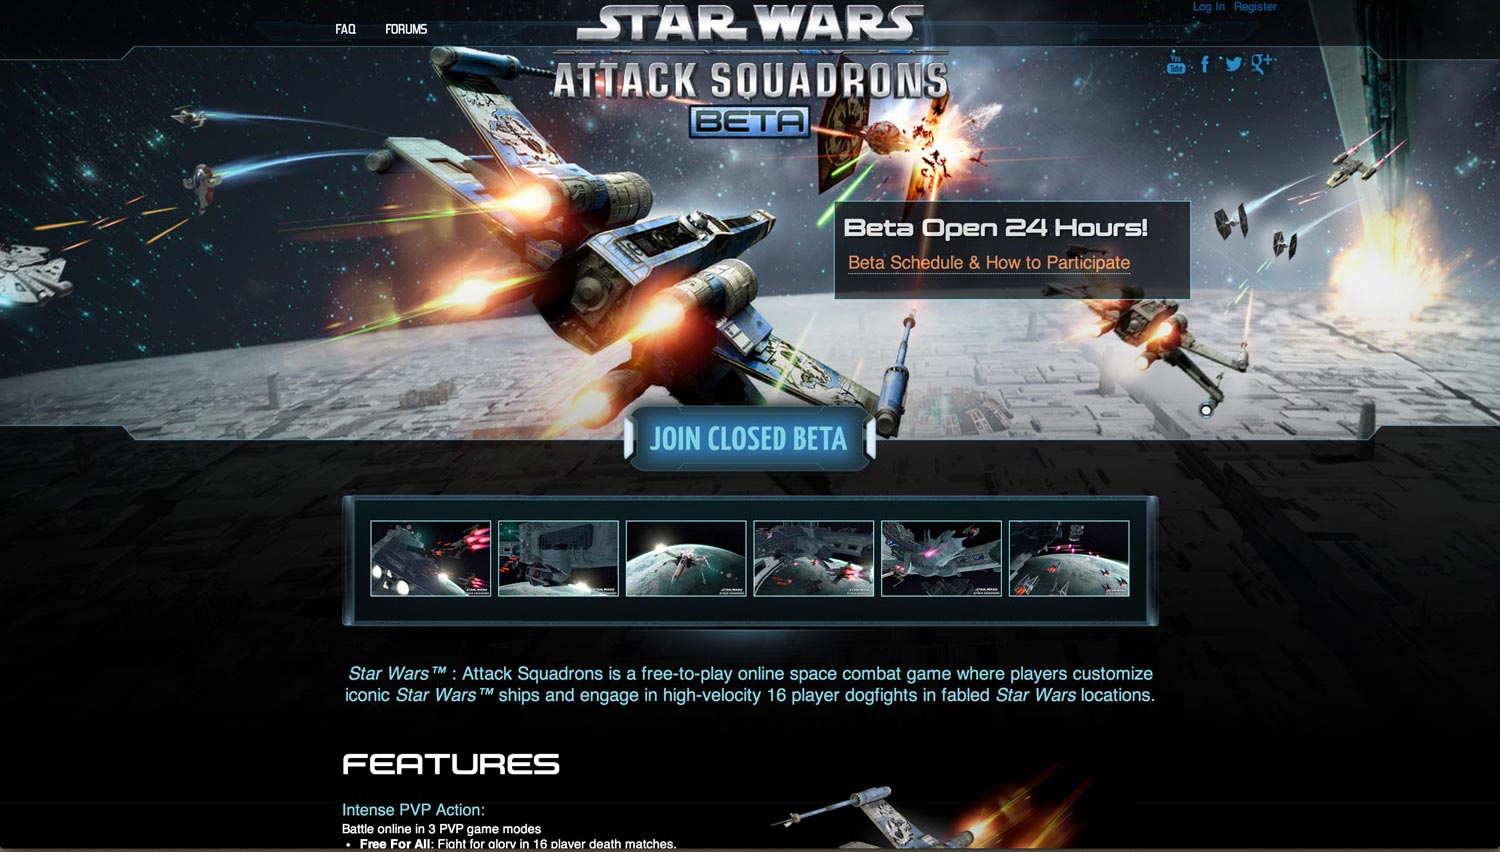 FAQ
FORUMS
STAR WARS
ATTACK SQUADRONS
BETA
Log In Register
You
Tube
Beta Open 24 Hours!
Beta Schedule & How to Participate
JOIN CLOSED BETA
Star Wars™ : Attack Squadrons is a free-to-play online space combat game where players customize
iconic Star Wars™ ships and engage in high-velocity 16 player dogfights in fabled Star Wars locations.
FEATURES
Intense PVP Action:
Battle online in 3 PVP game modes
• Free For All: Fight for glory in 16 player death matches.